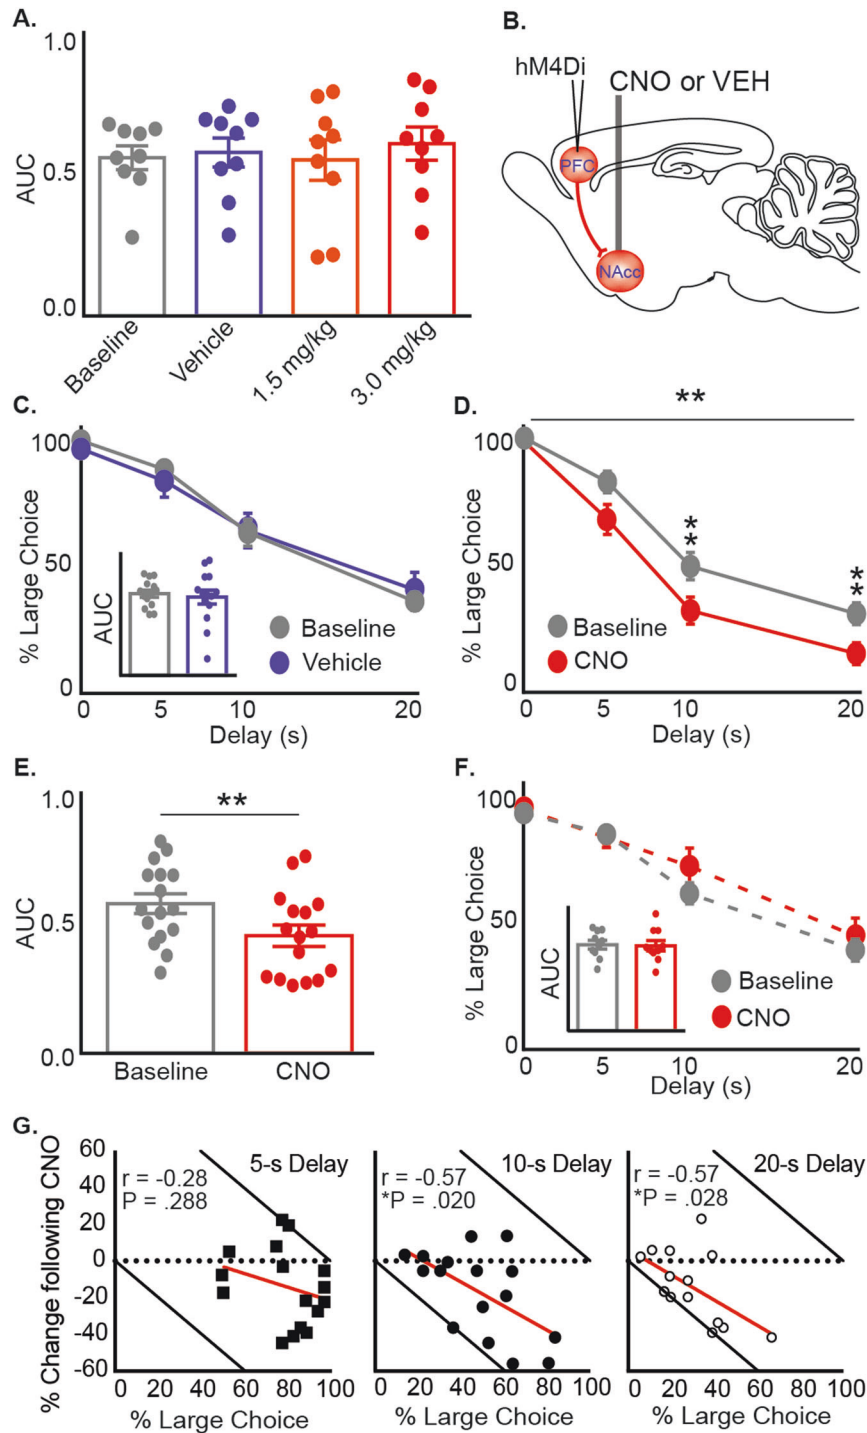 A.
1.0
0.5
0.0
AUC
Baseline
Vehicle
1.5 mg/kg
3.0 mg/kg
B.
hM4Di
CNO or VEH
PFC
NAcc
C.
100
50
0
% Large Choice
AUC
Baseline
Vehicle
0 5 10 20
Delay (s)
D.
**
100
50
0
% Large Choice
**
**
Baseline
CNO
0 5 10 20
Delay (s)
E.
1.0
0.5
0.0
AUC
**
Baseline CNO
F.
100
50
0
% Large Choice
AUC
Baseline
CNO
0 5 10 20
Delay (s)
G.
% Change following CNO
60
40
20
0
-20
-40
-60
5-s Delay
r = -0.28
P = .288
0 20 40 60 80 100
% Large Choice
10-s Delay
r = -0.57
*P = .020
0 20 40 60 80 100
% Large Choice
20-s Delay
r = -0.57
*P = .028
0 20 40 60 80 100
% Large Choice